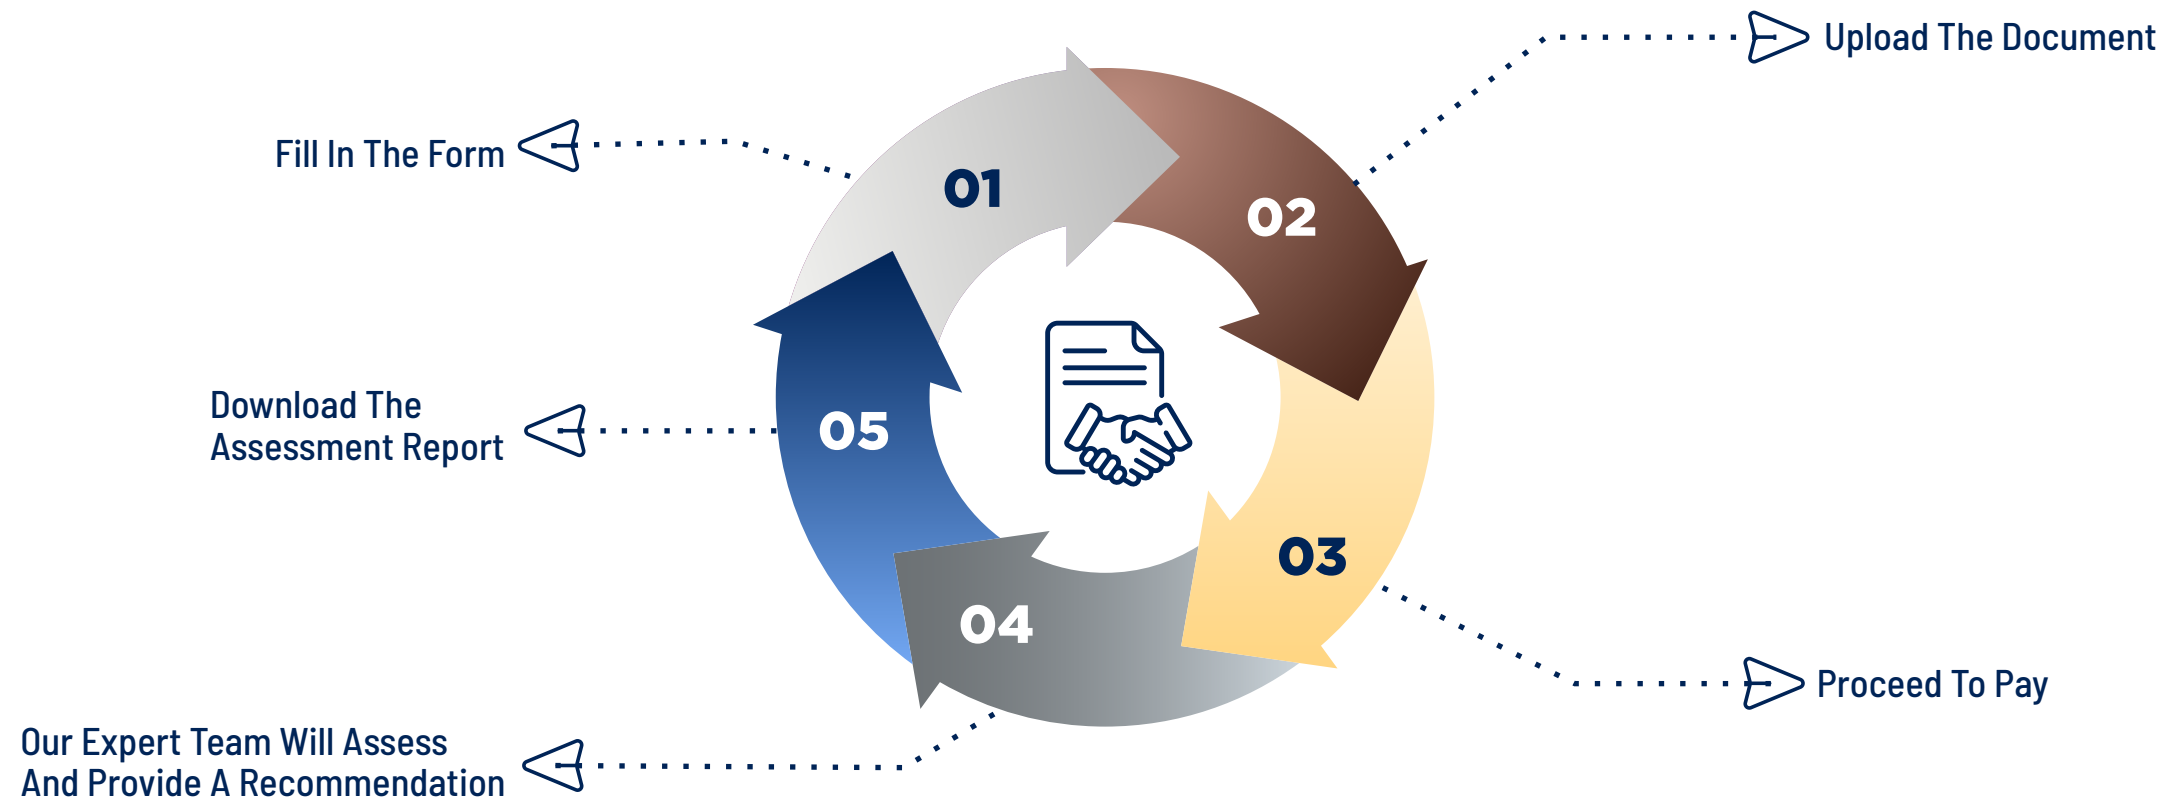 01
Fill In The Form
02
Upload The Document
03
Proceed To Pay
04
Our Expert Team Will Assess
And Provide A Recommendation
05
Download The
Assessment Report